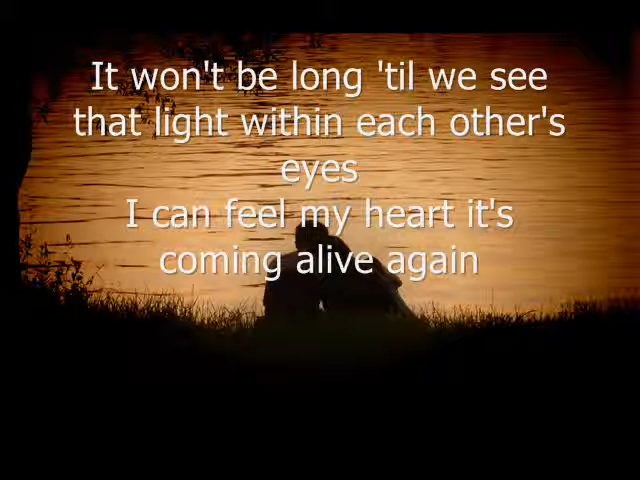 It won't be long 'til we see
that light within each other's
eyes
I can feel my heart it's
coming alive again